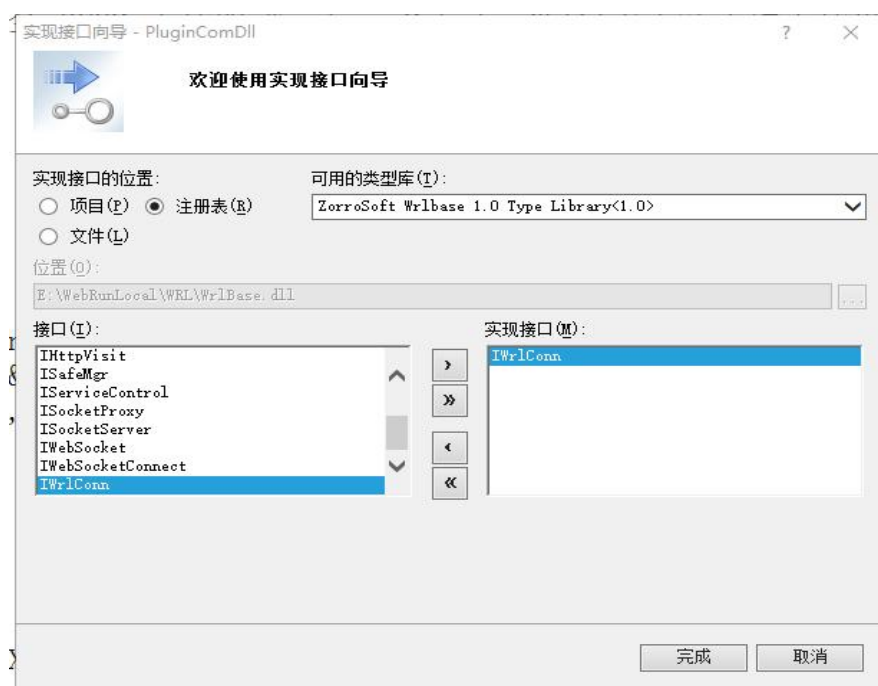 实现接口向导 - PluginComDll
欢迎使用实现接口向导
实现接口的位置:
项目(P) 注册表(R)
文件(L)
可用的类型库(T):
ZorroSoft Wrlbase 1.0 Type Library<1.0>
位置(O):
E:\WebRunLocal\WRL\WrlBase.dll
...
接口(I):
IHttpVisit
ISafeMgr
IServiceControl
ISocketProxy
ISocketServer
IWebSocket
IWebSocketConnect
IWrlConn
实现接口(M):
IWrlConn
完成 取消